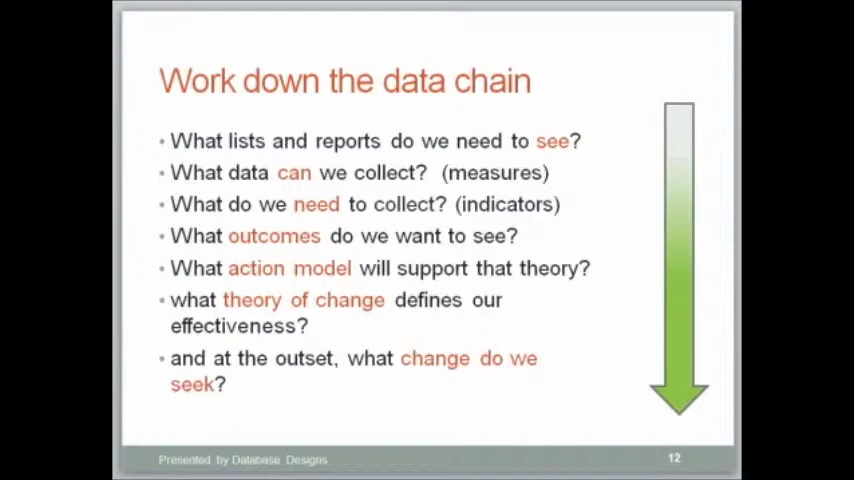 Work down the data chain
• What lists and reports do we need to see?
• What data can we collect? (measures)
• What do we need to collect? (indicators)
• What outcomes do we want to see?
• What action model will support that theory?
• what theory of change defines our
effectiveness?
• and at the outset, what change do we
seek?
Presented by Database Designs
12